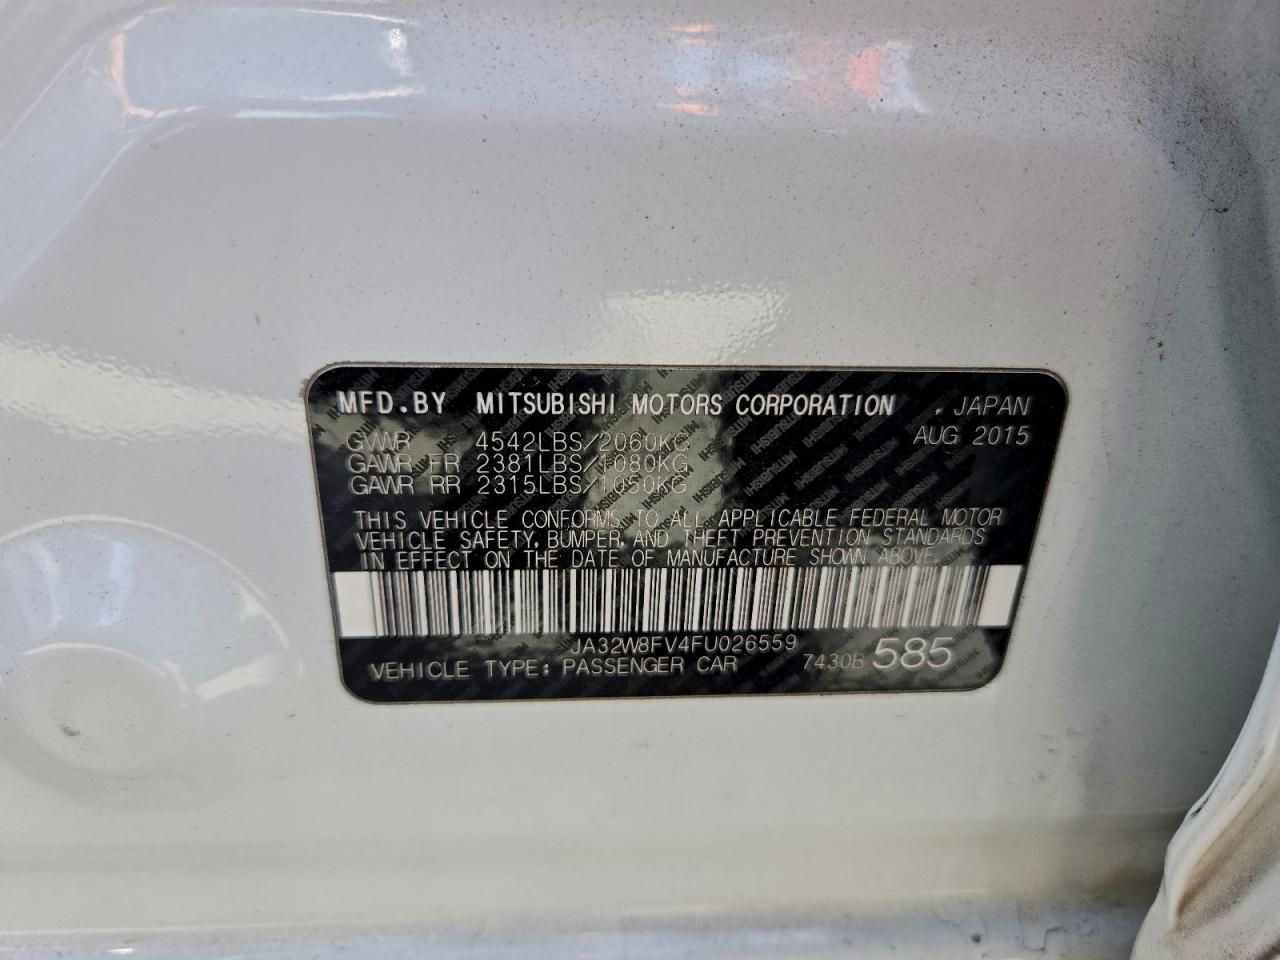 MFD.BY MITSUBISHI MOTORS CORPORATION . JAPAN
AUG 2015
GVWR 4542LBS/2060KG
GAWR FR 2381LBS/1080KG
GAWR RR 2315LBS/1050KG
THIS VEHICLE CONFORMS TO ALL APPLICABLE FEDERAL MOTOR
VEHICLE SAFETY, BUMPER, AND THEFT PREVENTION STANDARDS
IN EFFECT ON THE DATE OF MANUFACTURE SHOWN ABOVE.
JA32W8FV4FU026559
VEHICLE TYPE: PASSENGER CAR 7430B 585